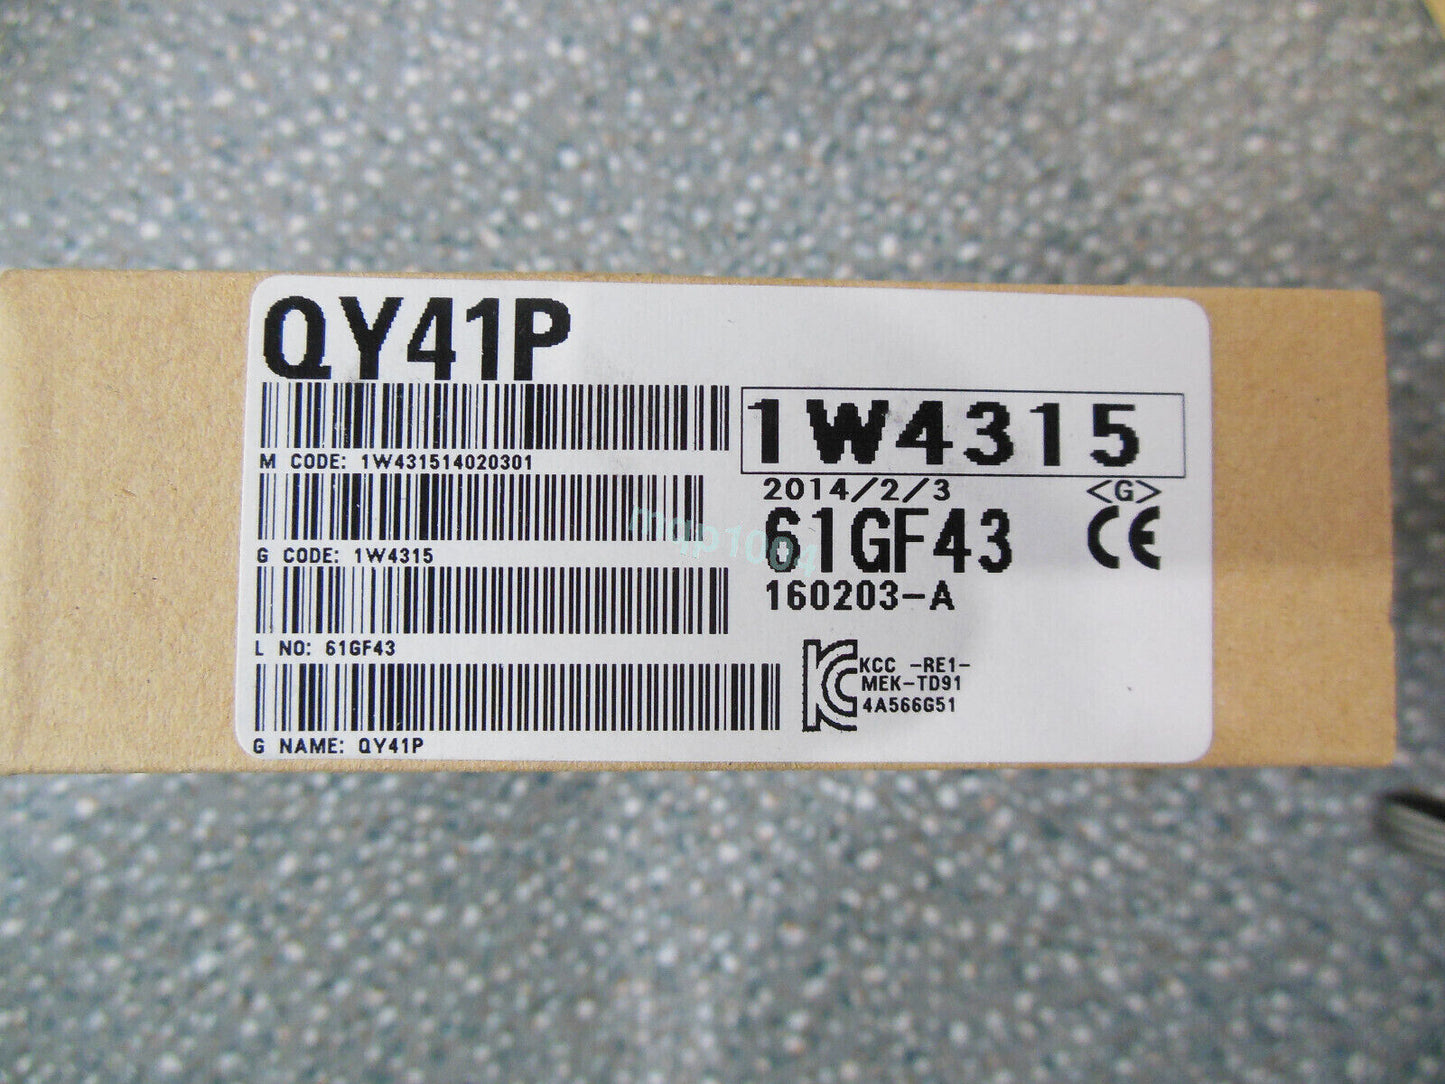 QY41P
M CODE: 1W431514020301
G CODE: 1W4315
L NO: 61GF43
G NAME: QY41P
1W4315
2014/2/3 <G>
61GF43 CE
160203-A
KCC -RE1-
MEK-TD91
4A566G51
mqp1004